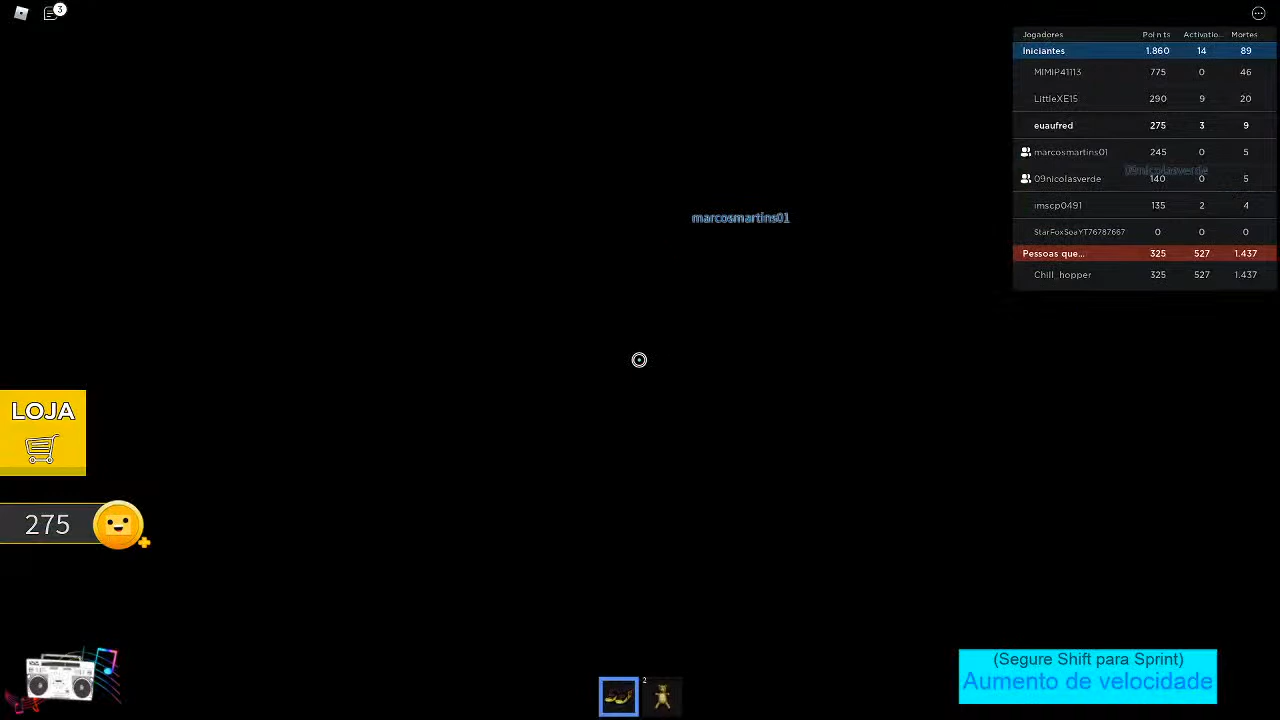 3
Jogadores Points Activatio... Mortes
Iniciantes 1.860 14 89
MIMIP41113 775 0 46
LittleXE15 290 9 20
euaufred 275 3 9
marcosmartins01 245 0 5
09nicolasverde 140 0 5
09nicolasverde
imscp0491 135 2 4
marcosmartins01
StarFoxSoaYT76787667 0 0 0
Pessoas que... 325 527 1.437
Chill_hopper 325 527 1.437
LOJA
275
2
(Segure Shift para Sprint)
Aumento de velocidade